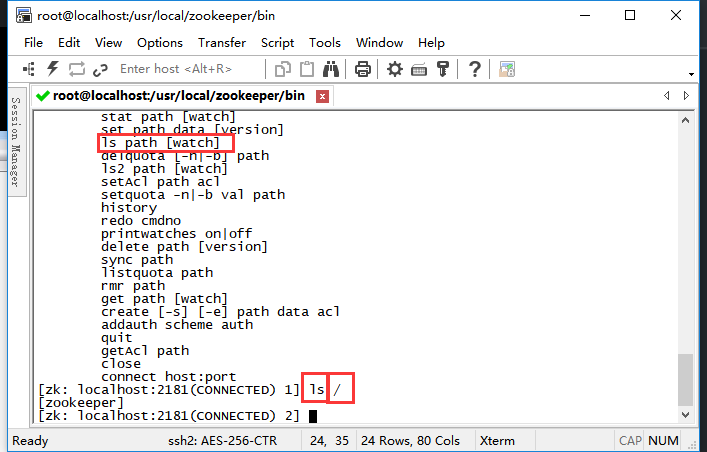 root@localhost:/usr/local/zookeeper/bin
File Edit View Options Transfer Script Tools Window Help
Enter host <Alt+R>
root@localhost:/usr/local/zookeeper/bin
Session Manager
stat path [watch]
set path data [version]
ls path [watch]
delquota [-n|-b] path
ls2 path [watch]
setAcl path acl
setquota -n|-b val path
history
redo cmdno
printwatches on|off
delete path [version]
sync path
listquota path
rmr path
get path [watch]
create [-s] [-e] path data acl
addauth scheme auth
quit
getAcl path
close
connect host:port
[zk: localhost:2181(CONNECTED) 1] ls /
[zookeeper]
[zk: localhost:2181(CONNECTED) 2]
Ready ssh2: AES-256-CTR 24, 35 24 Rows, 80 Cols Xterm CAP NUM